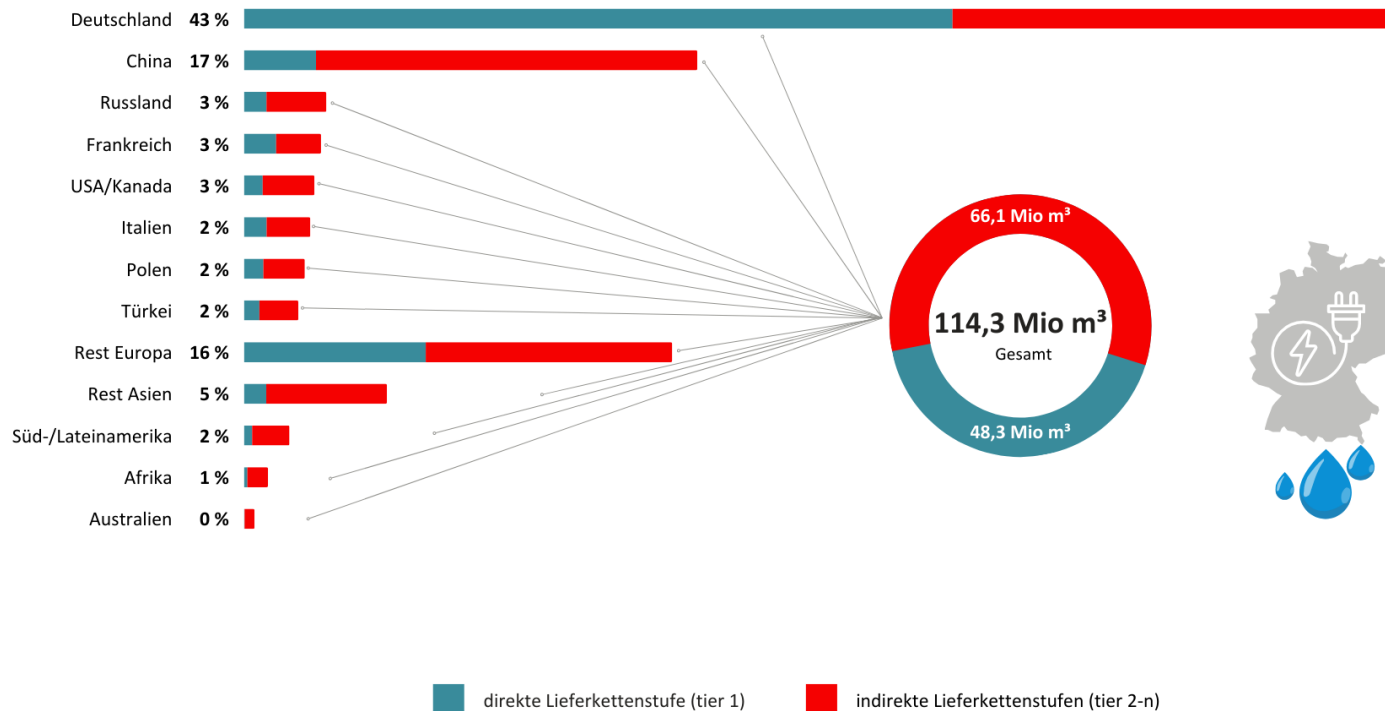 Deutschland 43 %
China 17 %
Russland 3 %
Frankreich 3 %
USA/Kanada 3 %
Italien 2 %
Polen 2 %
Türkei 2 %
Rest Europa 16 %
Rest Asien 5 %
Süd-/Lateinamerika 2 %
Afrika 1 %
Australien 0 %
66,1 Mio m³
114,3 Mio m³
Gesamt
48,3 Mio m³
direkte Lieferkettenstufe (tier 1) indirekte Lieferkettenstufen (tier 2-n)